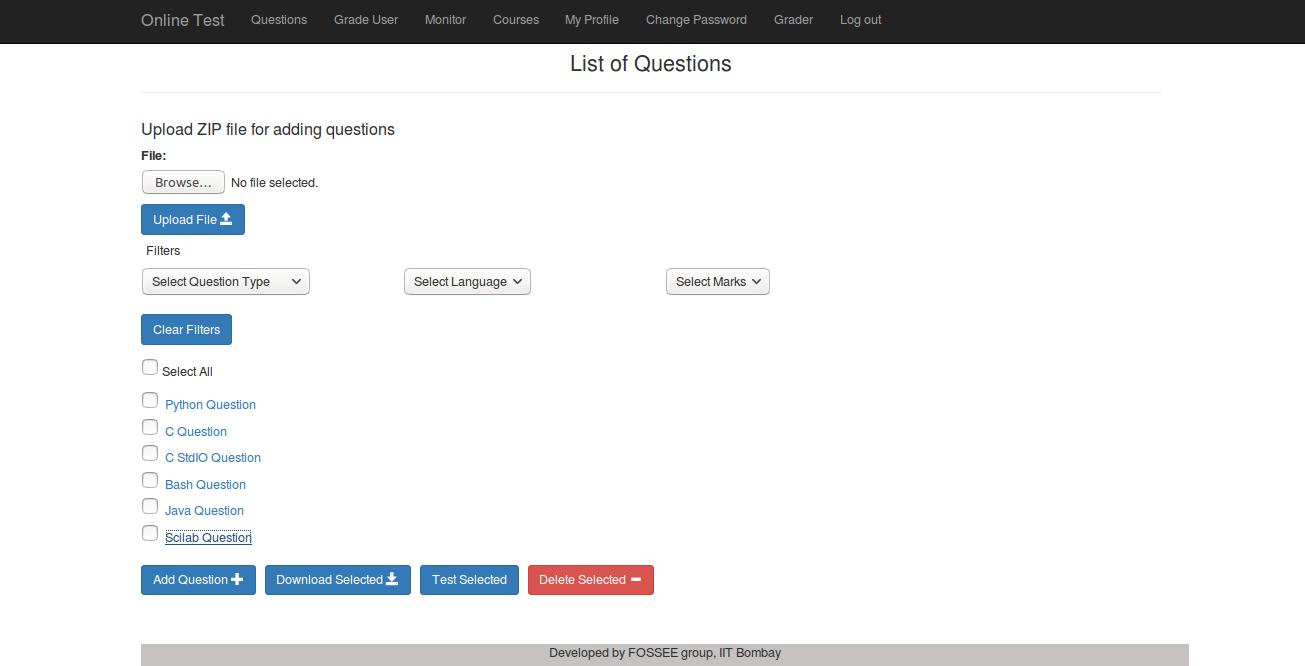 Online Test Questions Grade User Monitor Courses My Profile Change Password Grader Log out
List of Questions
Upload ZIP file for adding questions
File:
Browse... No file selected.
Upload File
Filters
Select Question Type Select Language Select Marks
Clear Filters
Select All
Python Question
C Question
C StdIO Question
Bash Question
Java Question
Scilab Question
Add Question Download Selected Test Selected Delete Selected
Developed by FOSSEE group, IIT Bombay